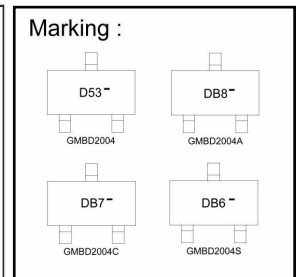 Marking :
D53-
DB8-
GMBD2004
GMBD2004A
DB7-
DB6-
GMBD2004C
GMBD2004S